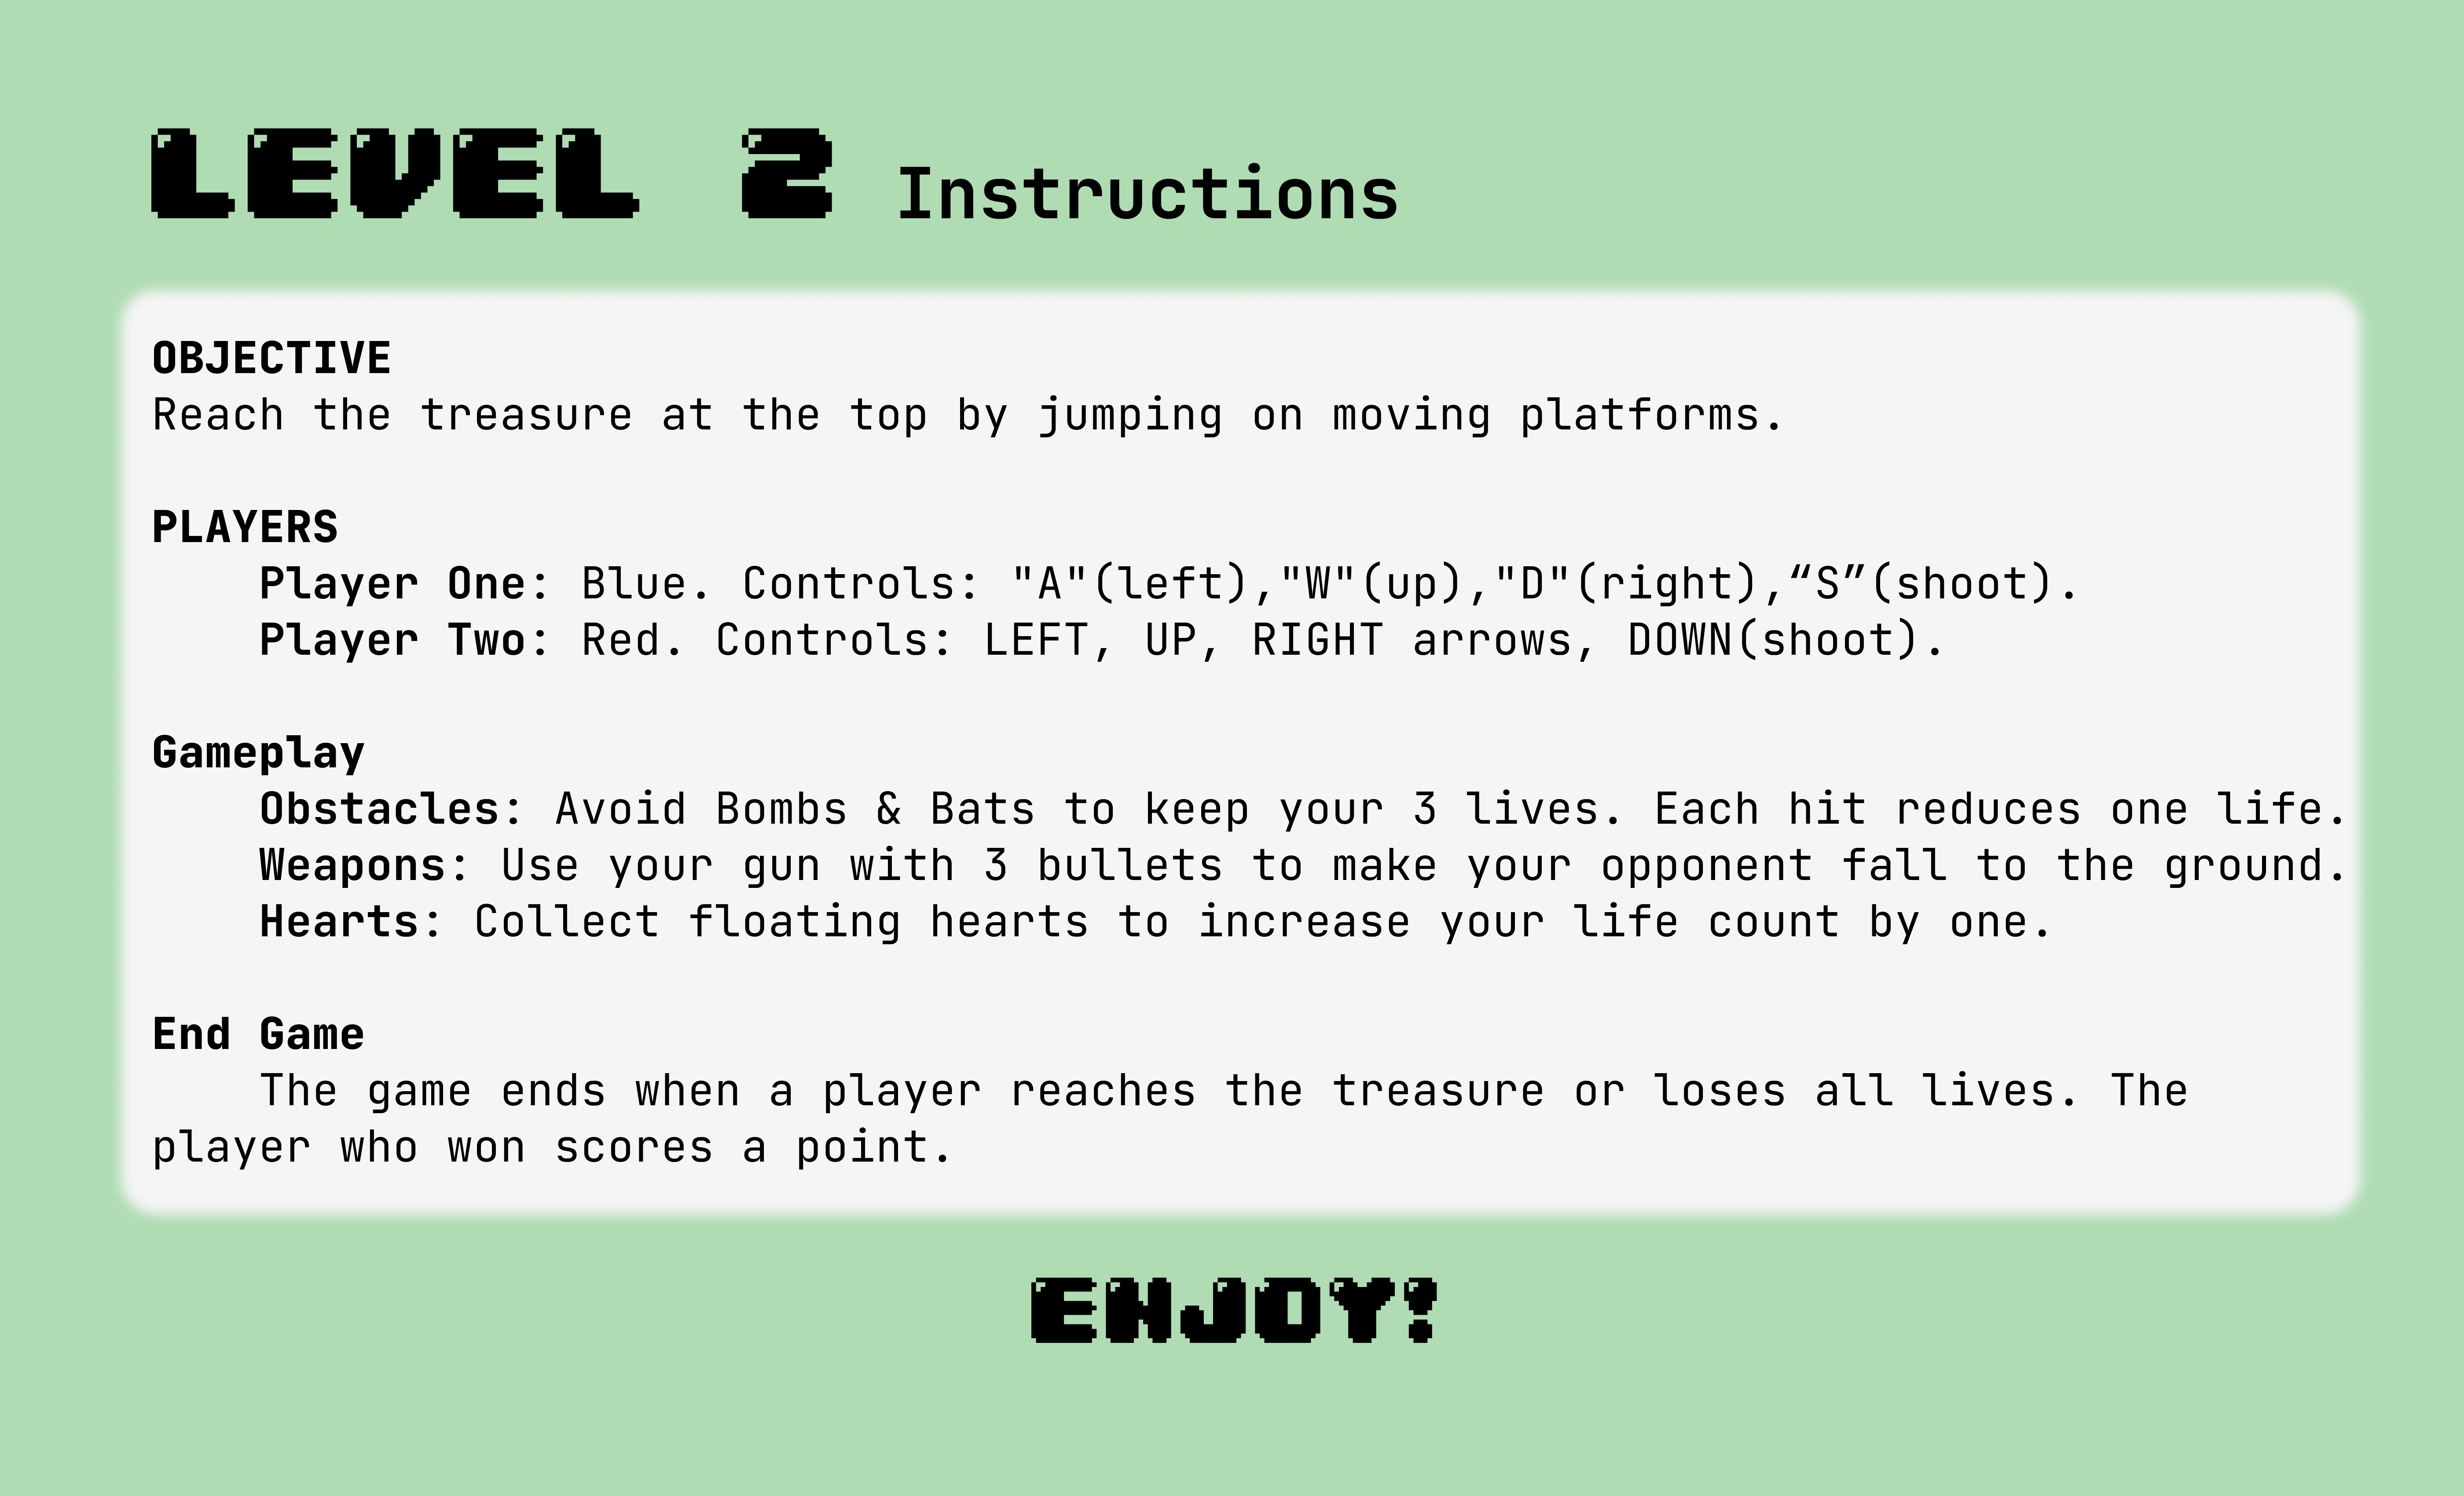 LEVEL 2 Instructions
OBJECTIVE
Reach the treasure at the top by jumping on moving platforms.
PLAYERS
Player One: Blue. Controls: "A"(left),"W"(up),"D"(right),“S”(shoot).
Player Two: Red. Controls: LEFT, UP, RIGHT arrows, DOWN(shoot).
Gameplay
Obstacles: Avoid Bombs & Bats to keep your 3 lives. Each hit reduces one life.
Weapons: Use your gun with 3 bullets to make your opponent fall to the ground.
Hearts: Collect floating hearts to increase your life count by one.
End Game
The game ends when a player reaches the treasure or loses all lives. The
player who won scores a point.
ENJOY!